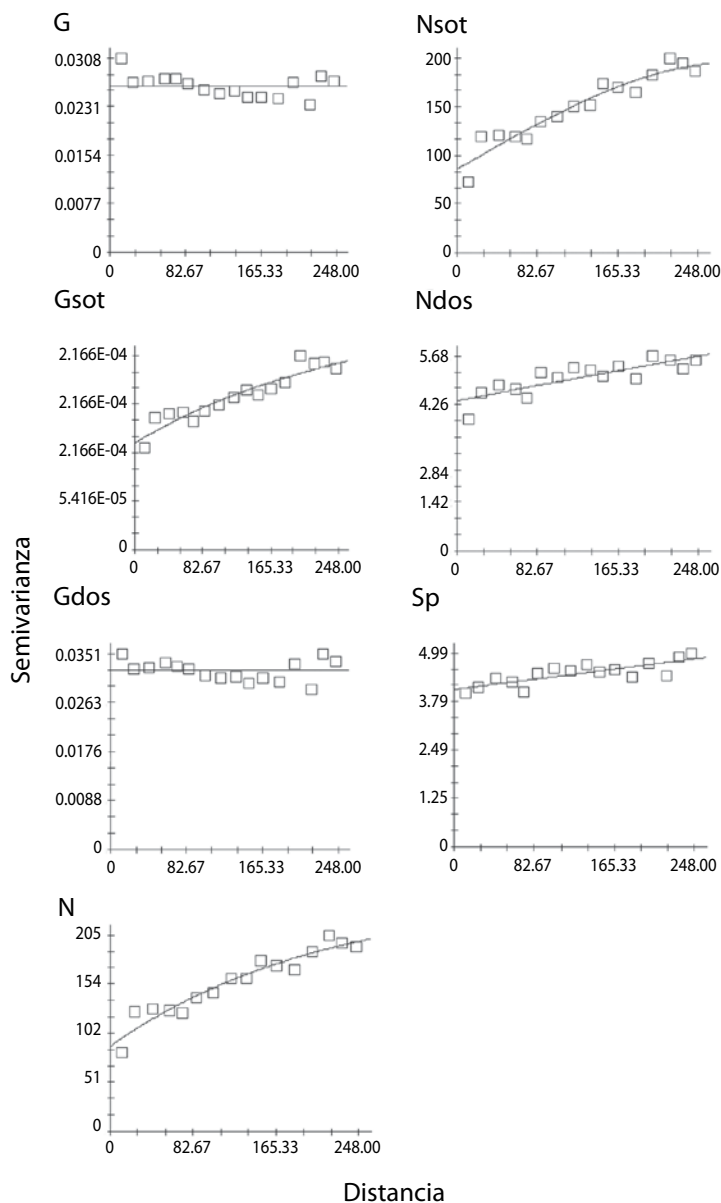 G
0.0308
0.0231
0.0154
0.0077
0
0 82.67 165.33 248.00
Nsot
200
150
100
50
0
0 82.67 165.33 248.00
Gsot
2.166E-04
2.166E-04
2.166E-04
5.416E-05
0
0 82.67 165.33 248.00
Ndos
5.68
4.26
2.84
1.42
0
0 82.67 165.33 248.00
Semivarianza
Gdos
0.0351
0.0263
0.0176
0.0088
0
0 82.67 165.33 248.00
Sp
4.99
3.79
2.49
1.25
0
0 82.67 165.33 248.00
N
205
154
102
51
0
0 82.67 165.33 248.00
Distancia